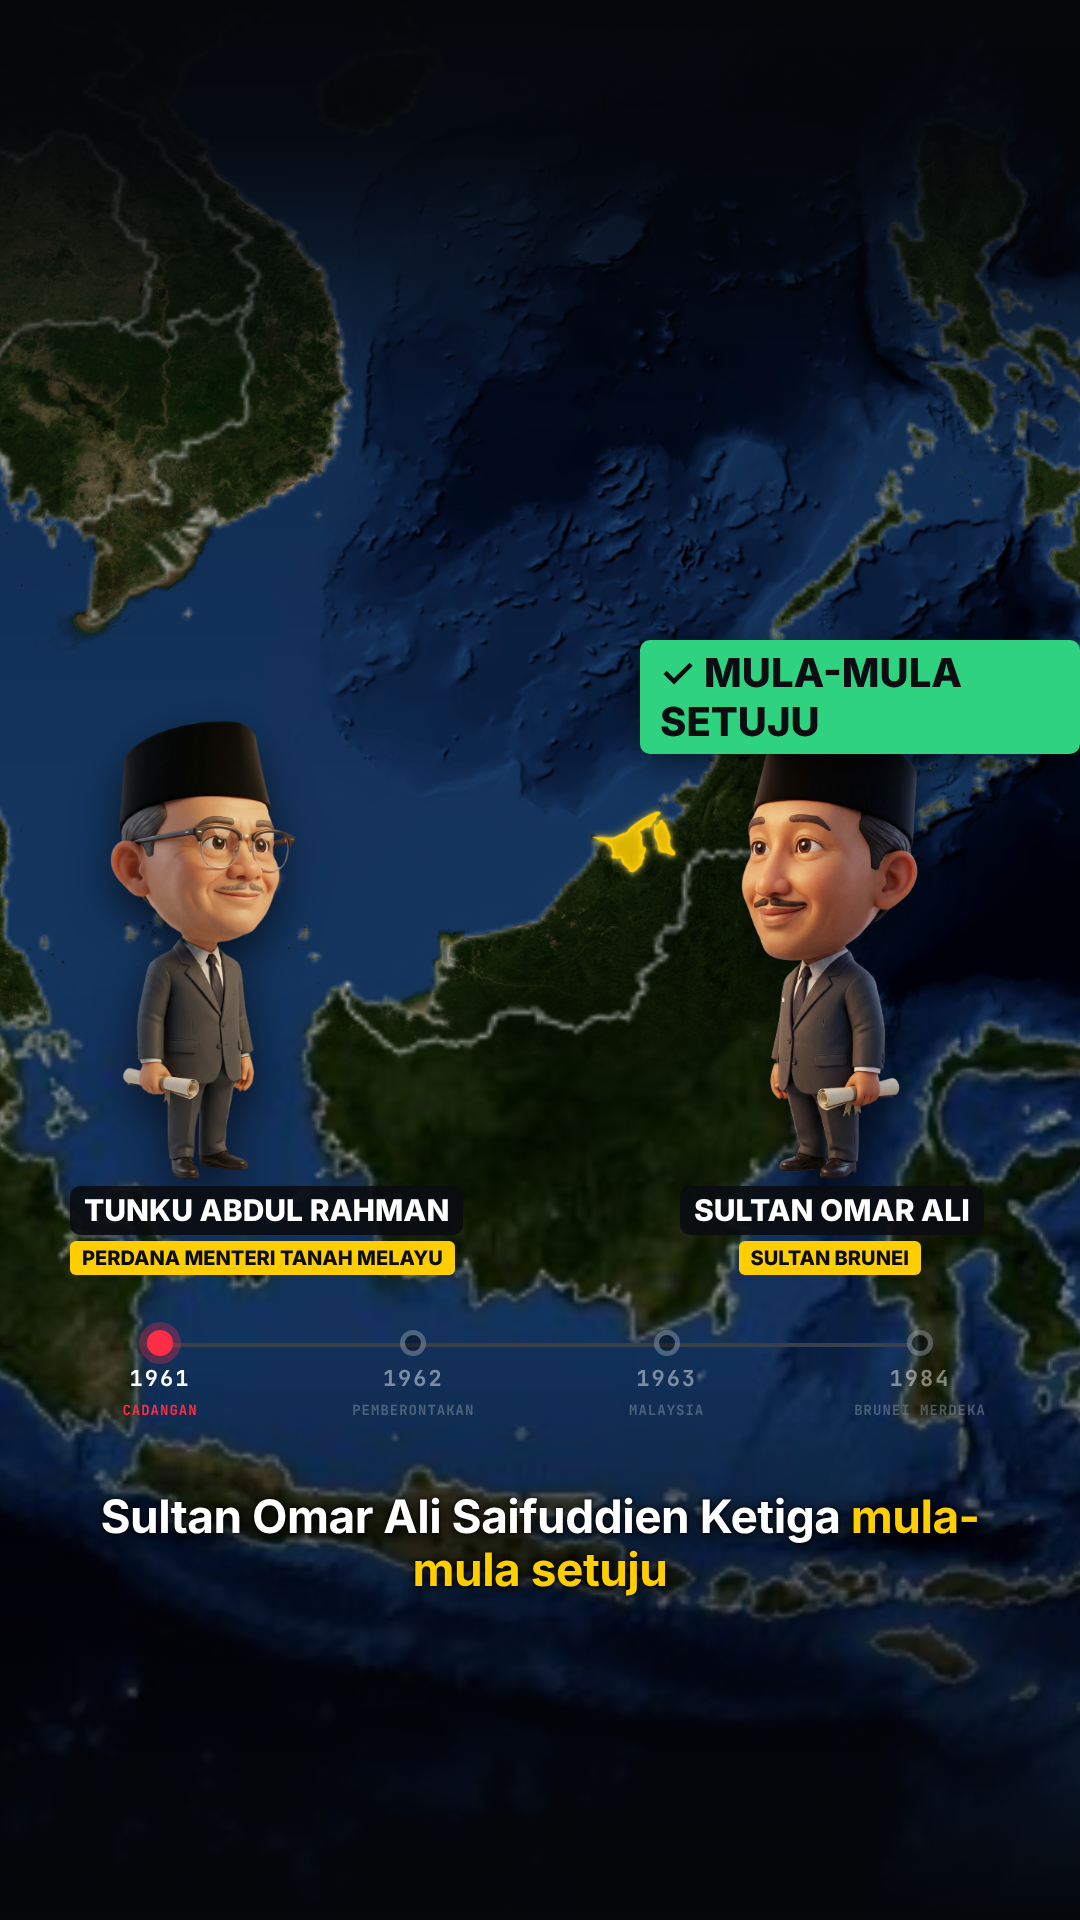 ✓ MULA-MULA
SETUJU
TUNKU ABDUL RAHMAN
PERDANA MENTERI TANAH MELAYU
SULTAN OMAR ALI
SULTAN BRUNEI
1961
CADANGAN
1962
PEMBERONTAKAN
1963
MALAYSIA
1984
BRUNEI MERDEKA
Sultan Omar Ali Saifuddien Ketiga mula-
mula setuju